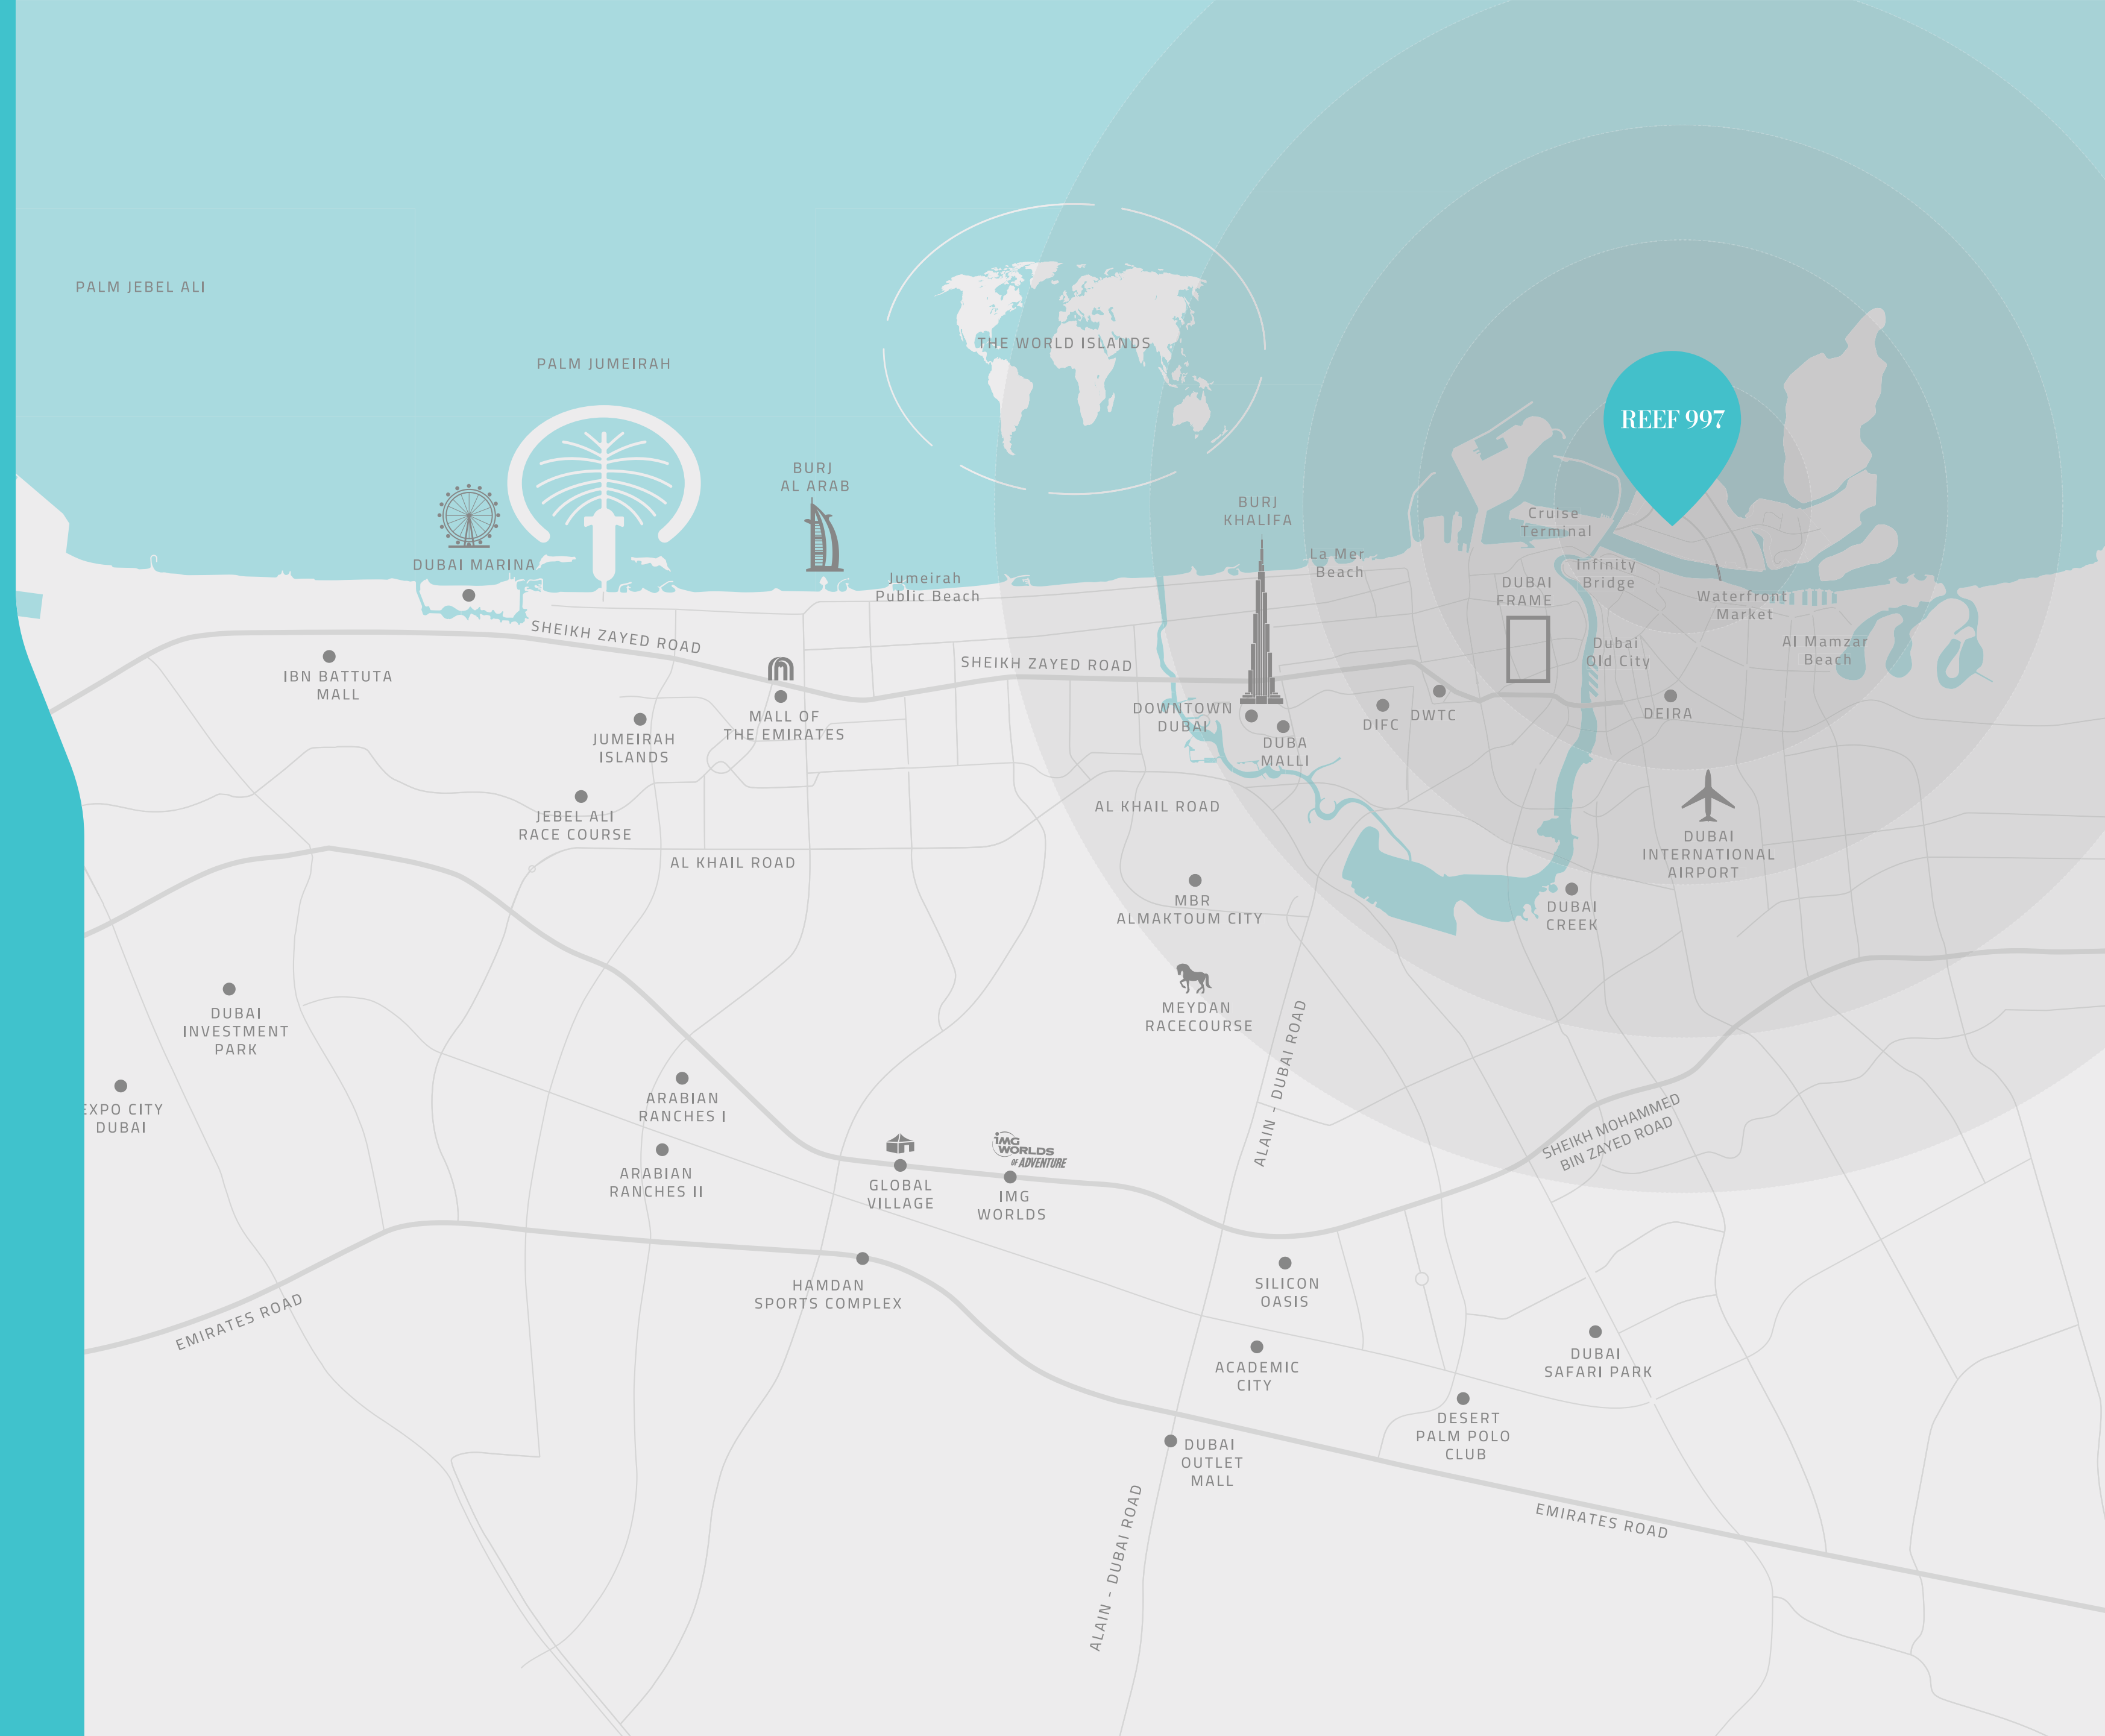 PALM JEBEL ALI
PALM JUMEIRAH
THE WORLD ISLANDS
REEF 997
BURJ
AL ARAB
BURJ
KHALIFA
Cruise
Terminal
La Mer
Beach
DUBAI MARINA
Jumeirah
Public Beach
DUBAI
FRAME
Infinity
Bridge
Waterfront
Market
SHEIKH ZAYED ROAD
SHEIKH ZAYED ROAD
Dubai
Qld City
Al Mamzar
Beach
IBN BATTUTA
MALL
MALL OF
THE EMIRATES
JUMEIRAH
ISLANDS
DOWNTOWN
DUBAI
DUBA
MALLI
DIFC
DWTC
DEIRA
JEBEL ALI
RACE COURSE
AL KHAIL ROAD
AL KHAIL ROAD
DUBAI
INTERNATIONAL
AIRPORT
MBR
ALMAKTOUM CITY
DUBAI
CREEK
MEYDAN
RACECOURSE
ALAIN - DUBAI ROAD
DUBAI
INVESTMENT
PARK
EXPO CITY
DUBAI
ARABIAN
RANCHES I
ARABIAN
RANCHES II
GLOBAL
VILLAGE
iMG
WORLDS
OF ADVENTURE
IMG
WORLDS
SHEIKH MOHAMMED
BIN ZAYED ROAD
HAMDAN
SPORTS COMPLEX
SILICON
OASIS
EMIRATES ROAD
ACADEMIC
CITY
DUBAI
SAFARI PARK
DESERT
PALM POLO
CLUB
DUBAI
OUTLET
MALL
EMIRATES ROAD
ALAIN - DUBAI ROAD